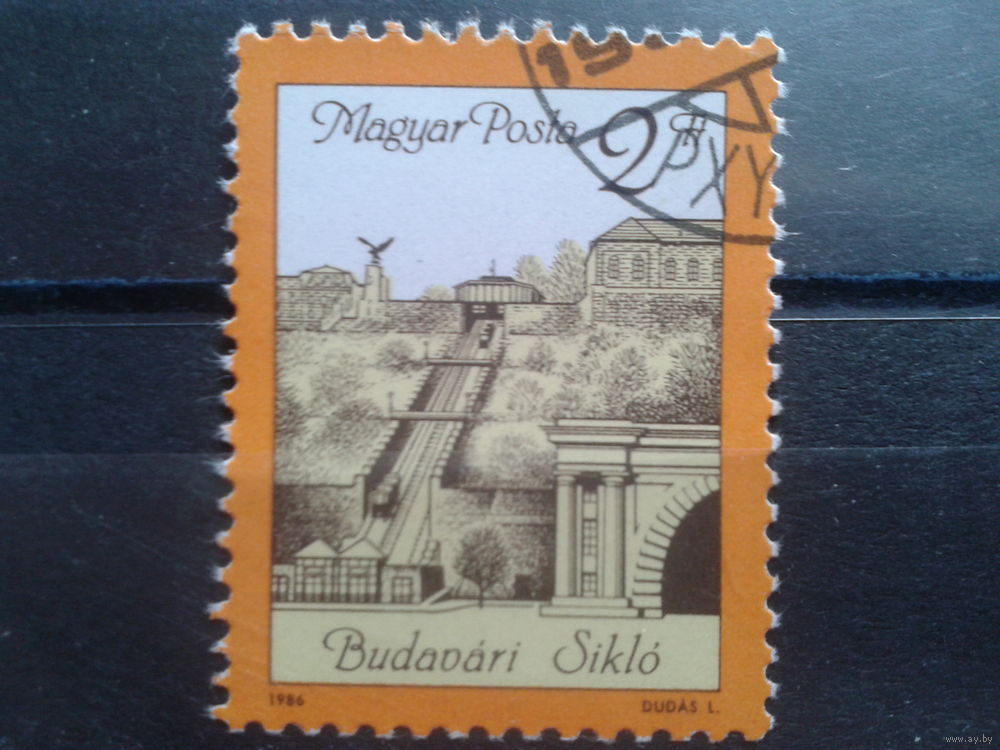 Magyar Posta 2 Ft
Budavári Sikló
1986 DUDÁS L.
www.ay.by